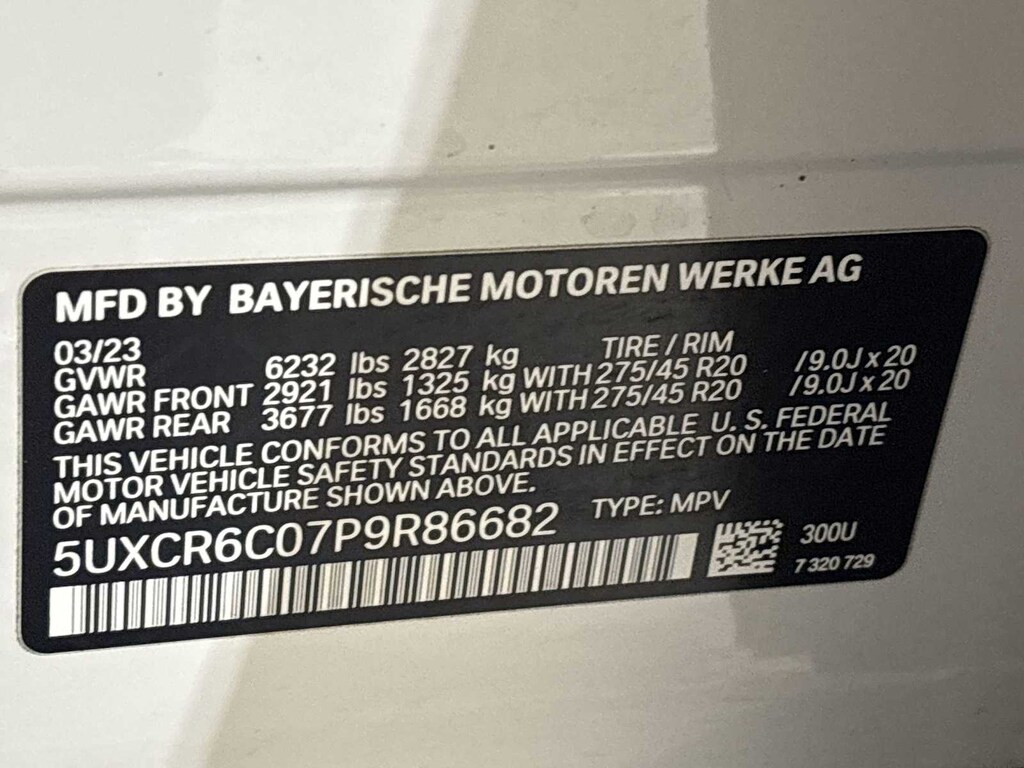 MFD BY BAYERISCHE MOTOREN WERKE AG
03/23 TIRE / RIM
GVWR 6232 lbs 2827 kg
GAWR FRONT 2921 lbs 1325 kg WITH 275/45 R20 /9.0J x 20
GAWR REAR 3677 lbs 1668 kg WITH 275/45 R20 /9.0J x 20
THIS VEHICLE CONFORMS TO ALL APPLICABLE U. S. FEDERAL
MOTOR VEHICLE SAFETY STANDARDS IN EFFECT ON THE DATE
OF MANUFACTURE SHOWN ABOVE.
5UXCR6C07P9R86682 TYPE: MPV
300U
7 320 729